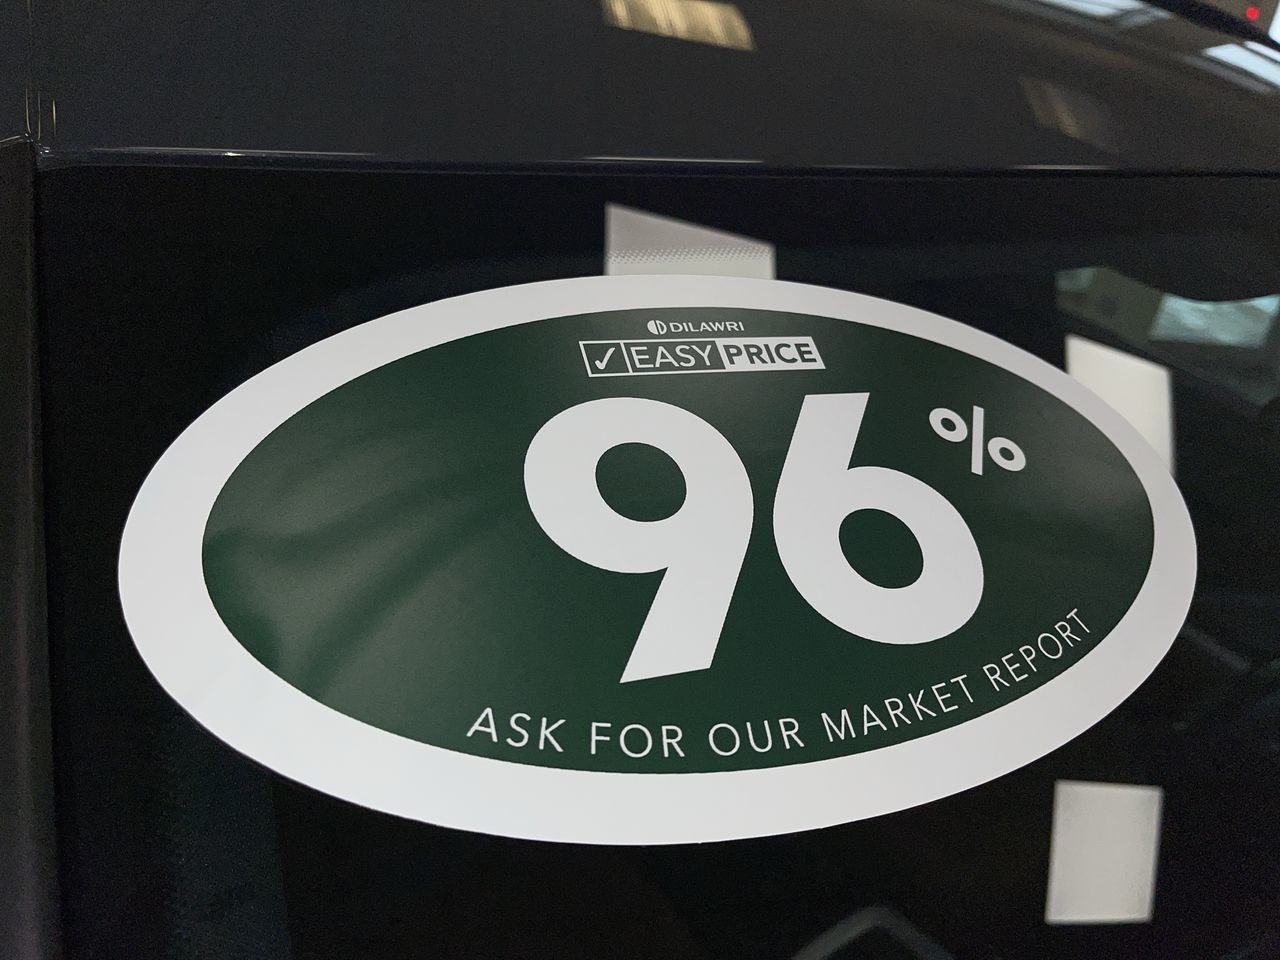 DILAWRI
✓ EASY PRICE
96%
ASK FOR OUR MARKET REPORT